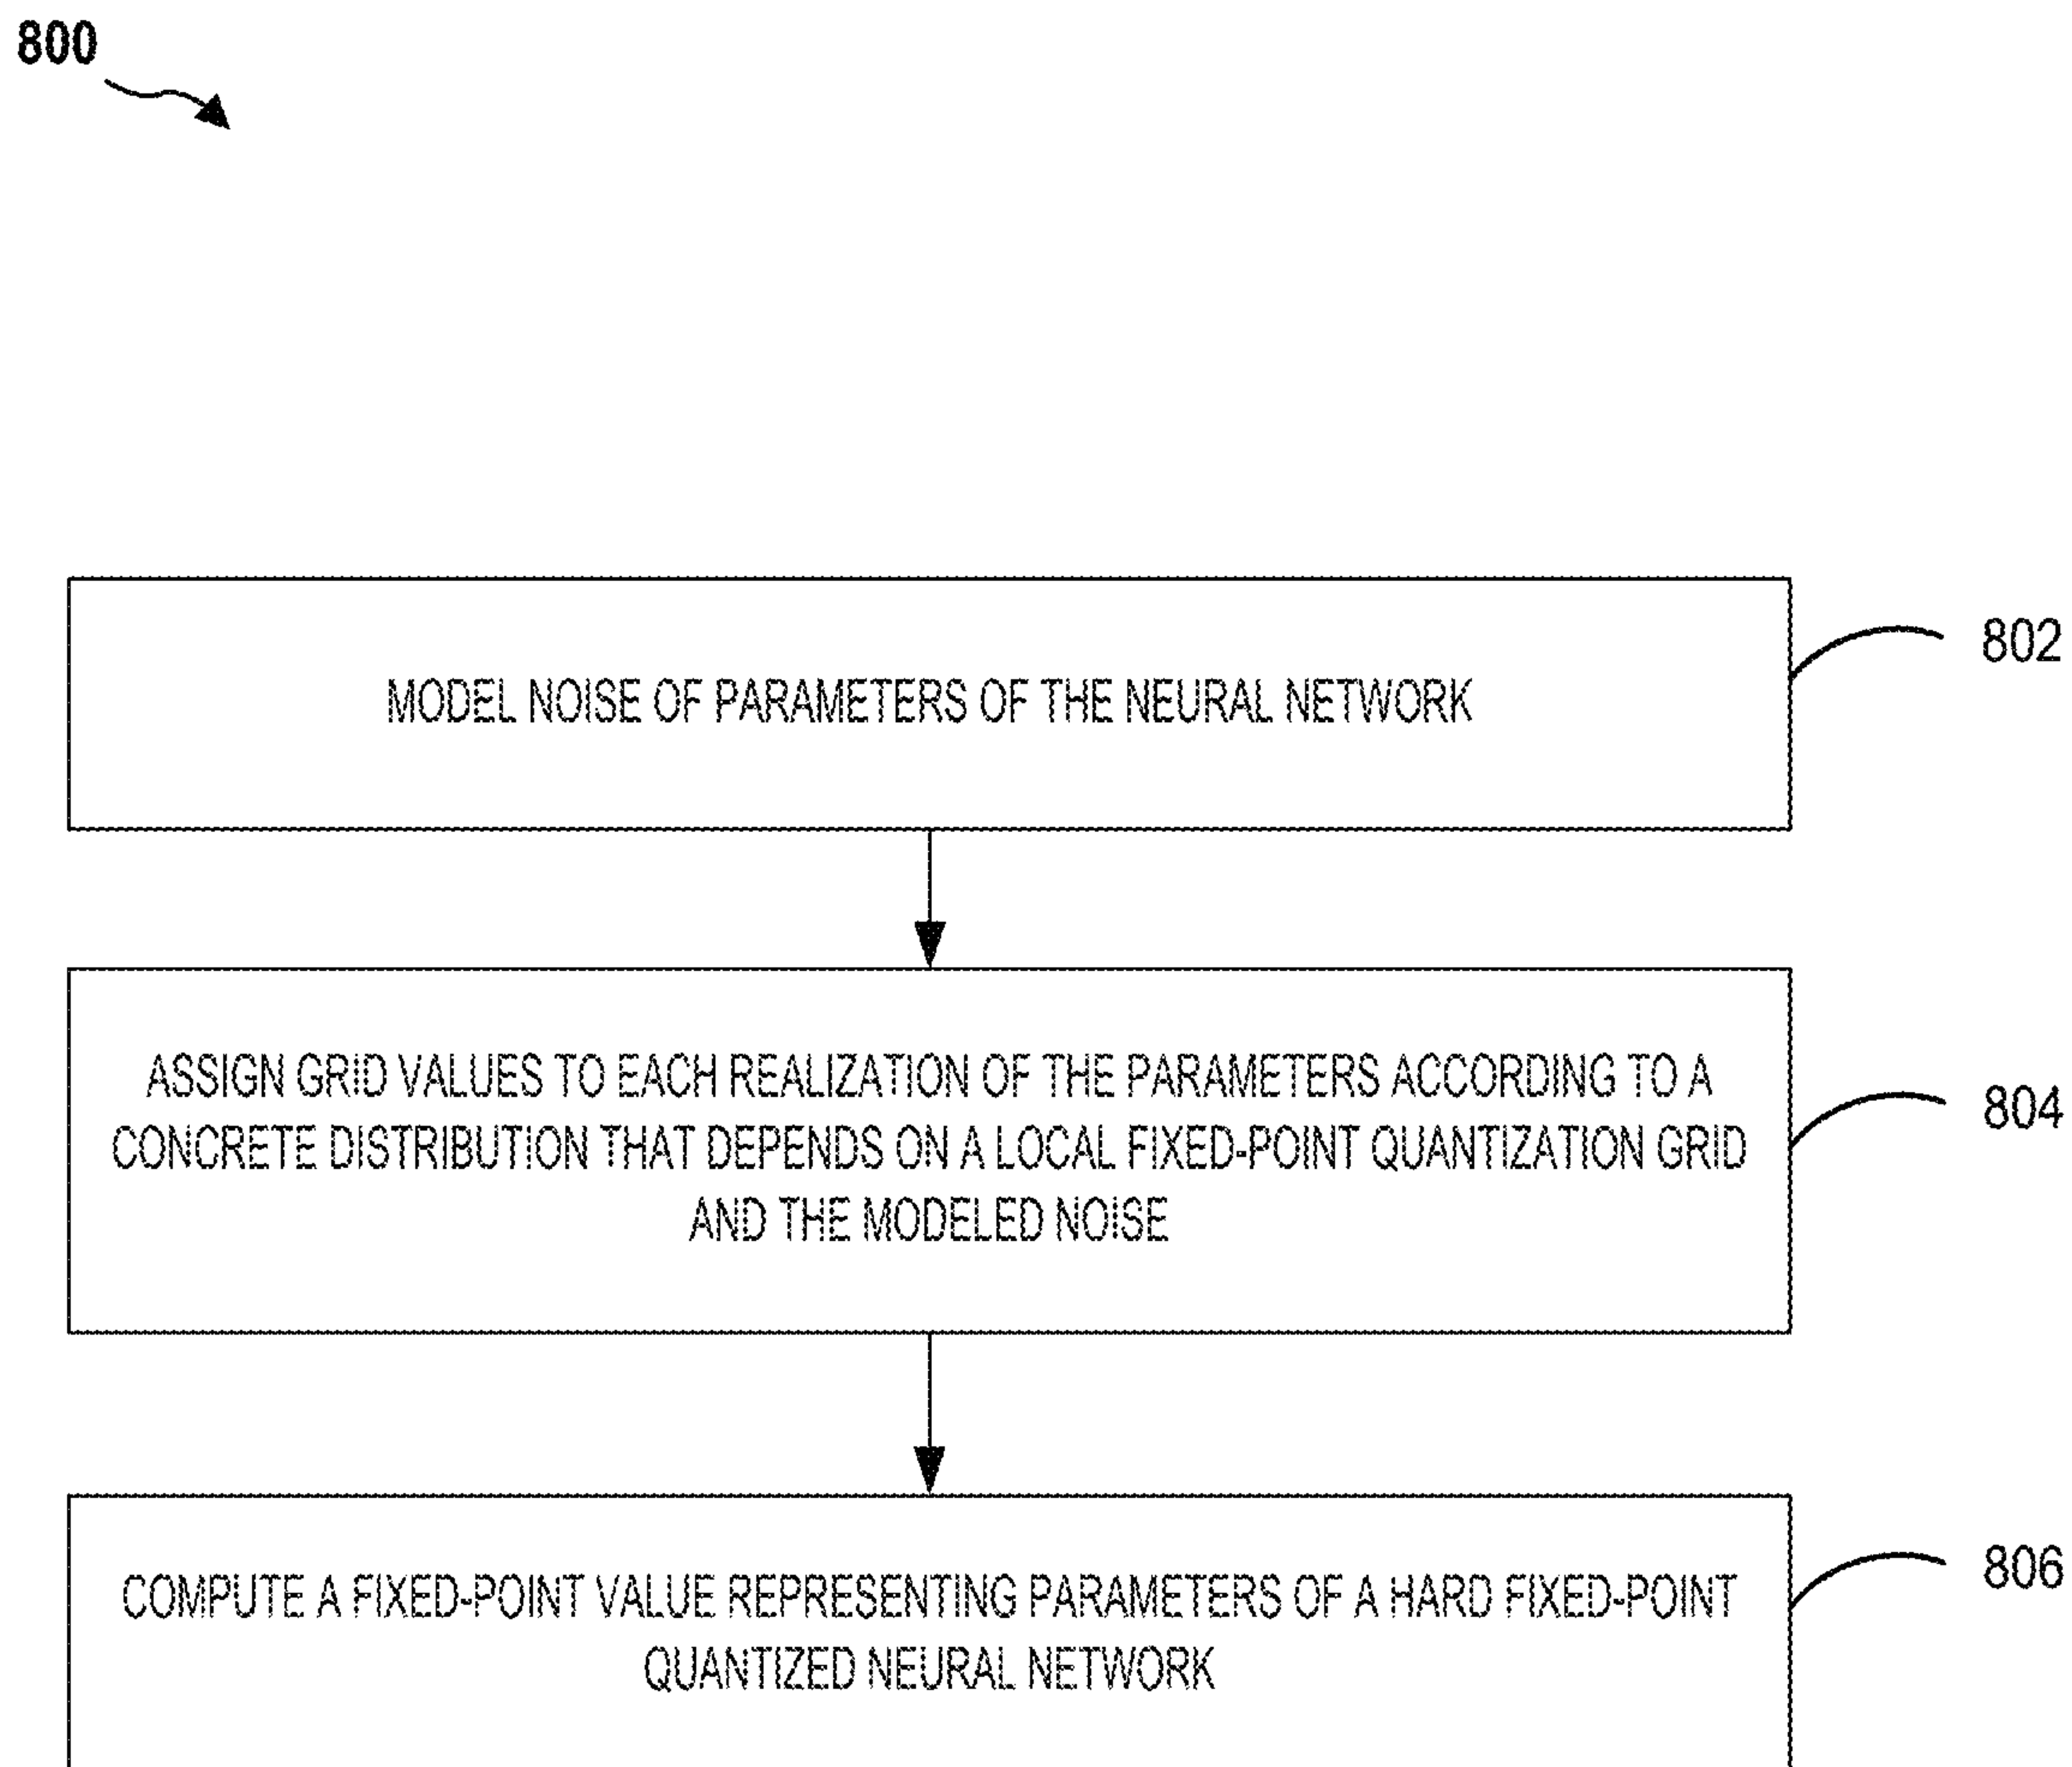 800
MODEL NOISE OF PARAMETERS OF THE NEURAL NETWORK
802
ASSIGN GRID VALUES TO EACH REALIZATION OF THE PARAMETERS ACCORDING TO A
CONCRETE DISTRIBUTION THAT DEPENDS ON A LOCAL FIXED-POINT QUANTIZATION GRID
AND THE MODELED NOISE
804
COMPUTE A FIXED-POINT VALUE REPRESENTING PARAMETERS OF A HARD FIXED-POINT
QUANTIZED NEURAL NETWORK
806